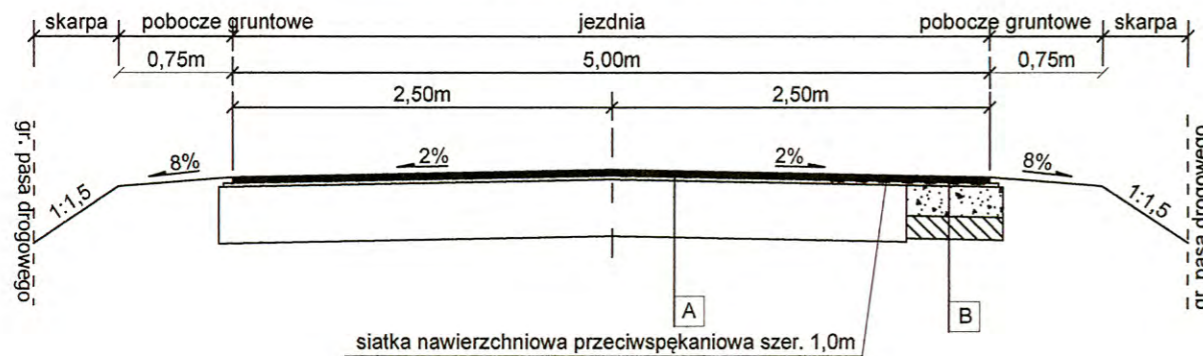 skarpa pobocze gruntowe jezdnia pobocze gruntowe skarpa
0,75m 5,00m 0,75m
2,50m 2,50m
gr. pasa drogowego
1:1,5
8%
2%
2%
8%
1:1,5
gr. pasa drogowego
A
B
siatka nawierzchniowa przeciwspękaniowa szer. 1,0m